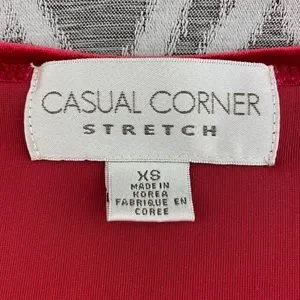 CASUAL CORNER
STRETCH
XS
MADE IN
KOREA
FABRIQUE EN
COREE